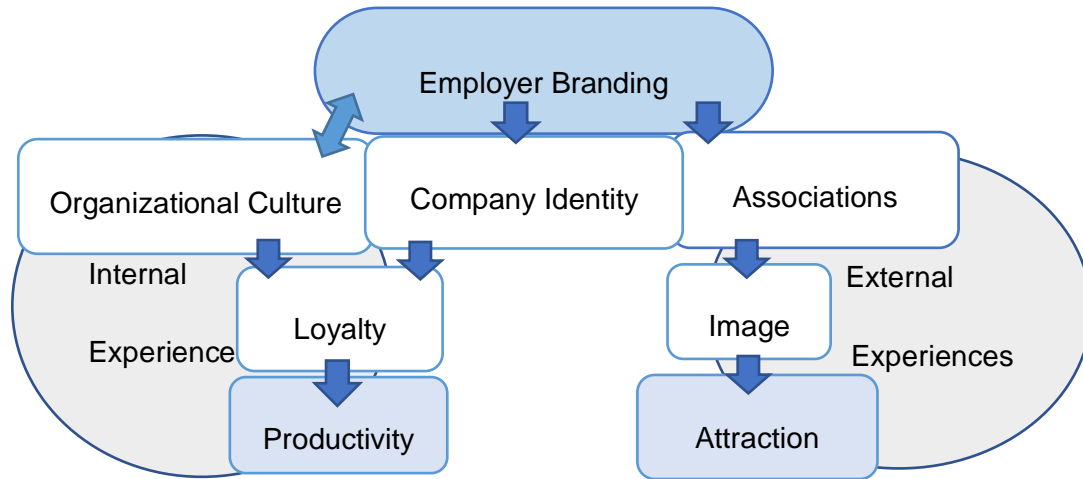 Employer Branding
Organizational Culture
Company Identity
Associations
Internal
Experience
Loyalty
Image
External
Experiences
Productivity
Attraction